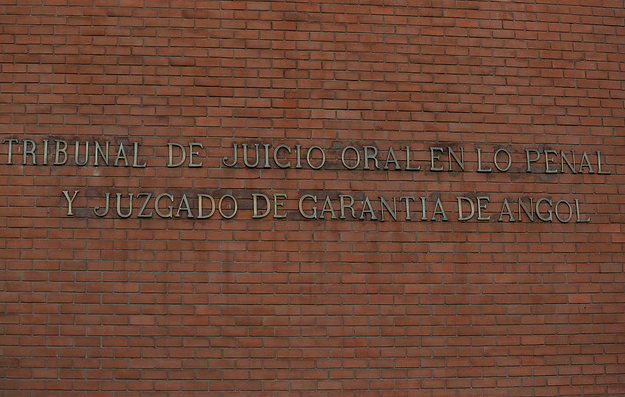 TRIBUNAL DE JUICIO ORAL EN LO PENAL
Y JUZGADO DE GARANTIA DE ANGOL